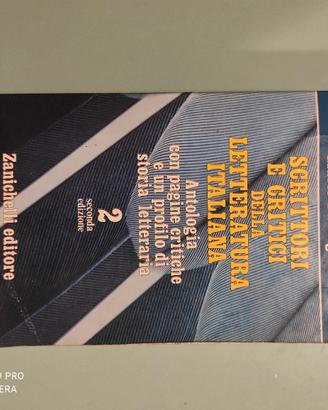 SCRITTORI
E CRITICI
DELLA
LETTERATURA
ITALIANA
Antologia
con pagine critiche
e un profilo di
storia letteraria
2
seconda
edizione
Zanichelli editore
PRO